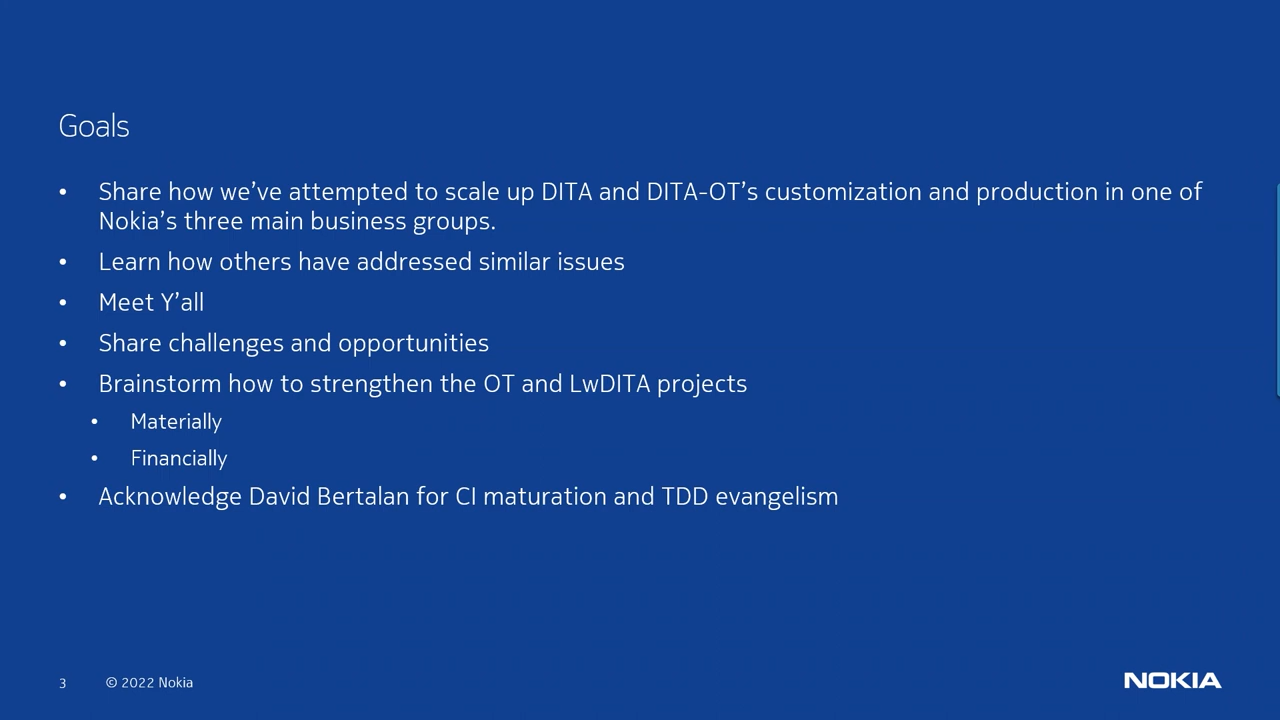 Goals
• Share how we’ve attempted to scale up DITA and DITA-OT’s customization and production in one of
Nokia’s three main business groups.
• Learn how others have addressed similar issues
• Meet Y’all
• Share challenges and opportunities
• Brainstorm how to strengthen the OT and LwDITA projects
• Materially
• Financially
• Acknowledge David Bertalan for CI maturation and TDD evangelism
3 © 2022 Nokia
NOKIA